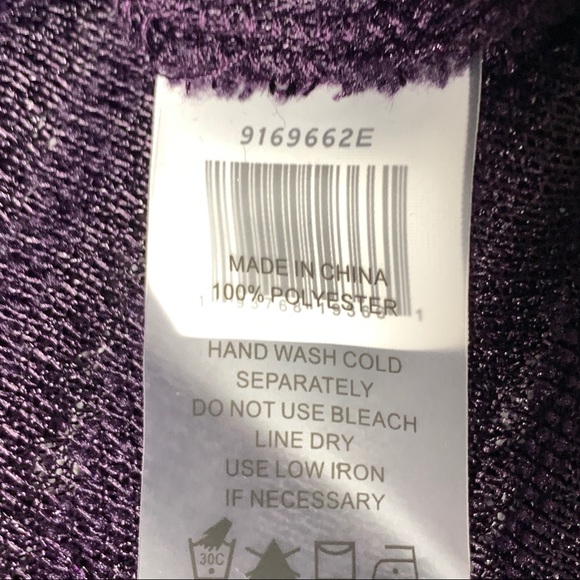 9169662E
MADE IN CHINA
100% POLYESTER
1
HAND WASH COLD
SEPARATELY
DO NOT USE BLEACH
LINE DRY
USE LOW IRON
IF NECESSARY
30C